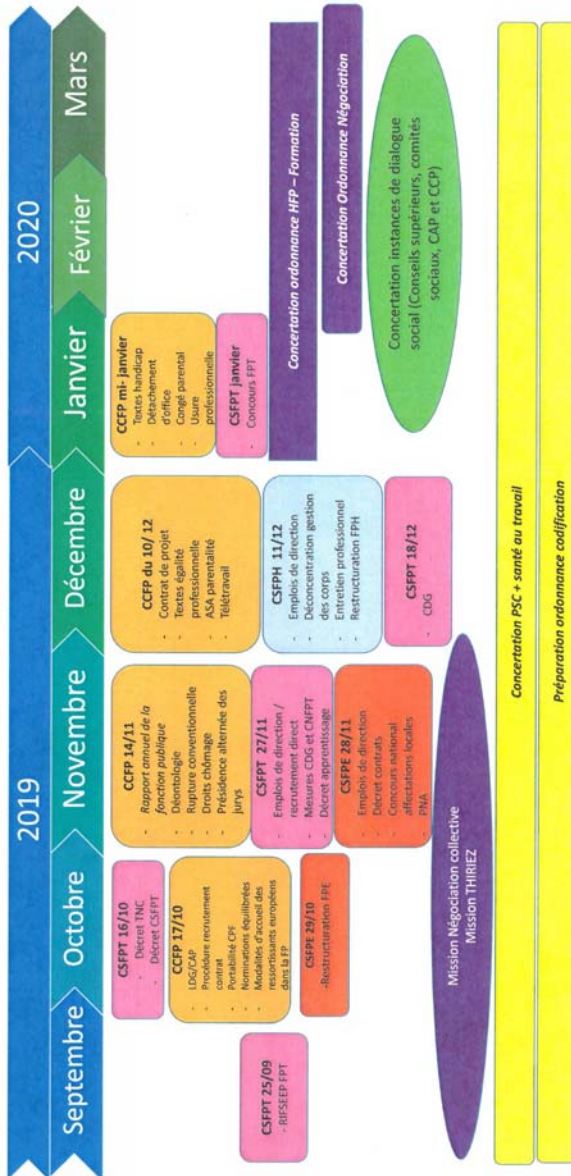 2019
2020
Septembre
Octobre
Novembre
Décembre
Janvier
Février
Mars
CSFPT 25/09
- RIFSEEP FPT
CSFPT 16/10
- Décret TNC
- Décret CSFPT
CCFP 17/10
- LDG/CAP
- Procédure recrutement
contrat
- Portabilité CPF
- Nominations équilibrées
- Modalités d'accueil des
ressortissants européens
dans la FP
CSFPE 29/10
-Restructuration FPE
CCFP 14/11
- Rapport annuel de la
fonction publique
- Déontologie
- Rupture conventionnelle
- Droits chômage
- Présidence alternée des
jurys
CSFPT 27/11
- Emplois de direction /
recrutement direct
- Mesures CDG et CNFPT
- Décret apprentissage
CSFPE 28/11
- Emplois de direction
- Décret contrats
- Concours national
affectations locales
- PNA
CCFP du 10/ 12
- Contrat de projet
- Textes égalité
professionnelle
- ASA parentalité
- Télétravail
CSFPH 11/12
- Emplois de direction
- Déconcentration gestion
des corps
- Entretien professionnel
- Restructuration FPH
CSFPT 18/12
- CDG
CCFP mi- janvier
- Textes handicap
- Détachement
d'office
- Congé parental
- Usure
professionnelle
CSFPT janvier
- Concours FPT
Concertation ordonnance HFP – Formation
Concertation Ordonnance Négociation
Concertation instances de dialogue
social (Conseils supérieurs, comités
sociaux, CAP et CCP)
Mission Négociation collective
Mission THIRIEZ
Concertation PSC + santé au travail
Préparation ordonnance codification